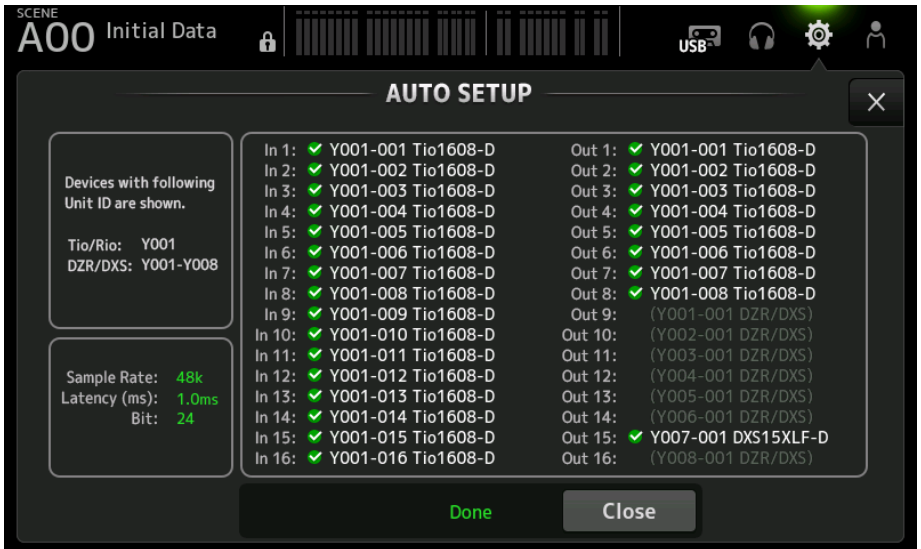 SCENE
A00 Initial Data
USB
AUTO SETUP
Devices with following
Unit ID are shown.
Tio/Rio: Y001
DZR/DXS: Y001-Y008
Sample Rate: 48k
Latency (ms): 1.0ms
Bit: 24
In 1: Y001-001 Tio1608-D
In 2: Y001-002 Tio1608-D
In 3: Y001-003 Tio1608-D
In 4: Y001-004 Tio1608-D
In 5: Y001-005 Tio1608-D
In 6: Y001-006 Tio1608-D
In 7: Y001-007 Tio1608-D
In 8: Y001-008 Tio1608-D
In 9: Y001-009 Tio1608-D
In 10: Y001-010 Tio1608-D
In 11: Y001-011 Tio1608-D
In 12: Y001-012 Tio1608-D
In 13: Y001-013 Tio1608-D
In 14: Y001-014 Tio1608-D
In 15: Y001-015 Tio1608-D
In 16: Y001-016 Tio1608-D
Out 1: Y001-001 Tio1608-D
Out 2: Y001-002 Tio1608-D
Out 3: Y001-003 Tio1608-D
Out 4: Y001-004 Tio1608-D
Out 5: Y001-005 Tio1608-D
Out 6: Y001-006 Tio1608-D
Out 7: Y001-007 Tio1608-D
Out 8: Y001-008 Tio1608-D
Out 9: (Y001-001 DZR/DXS)
Out 10: (Y002-001 DZR/DXS)
Out 11: (Y003-001 DZR/DXS)
Out 12: (Y004-001 DZR/DXS)
Out 13: (Y005-001 DZR/DXS)
Out 14: (Y006-001 DZR/DXS)
Out 15: Y007-001 DXS15XLF-D
Out 16: (Y008-001 DZR/DXS)
Done
Close